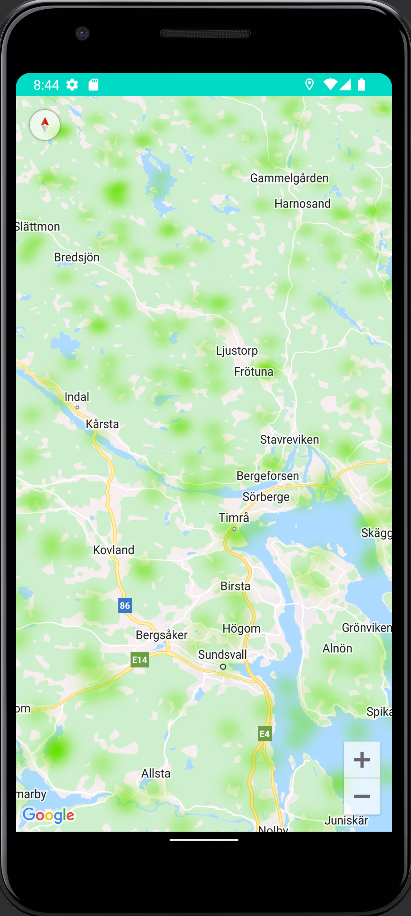 8:44
Gammelgården
Harnosand
Slättmon
Bredsjön
Ljustorp
Frötuna
Indal
Kårsta
Stavreviken
Bergeforsen
Sörberge
Timrå
Skägg
Kovland
Birsta
86
Högom
Grönviken
Bergsåker
Alnön
E14
Sundsvall
orn
Spika
E4
+
Allsta
marby
−
Google
Juniskär
Nolby